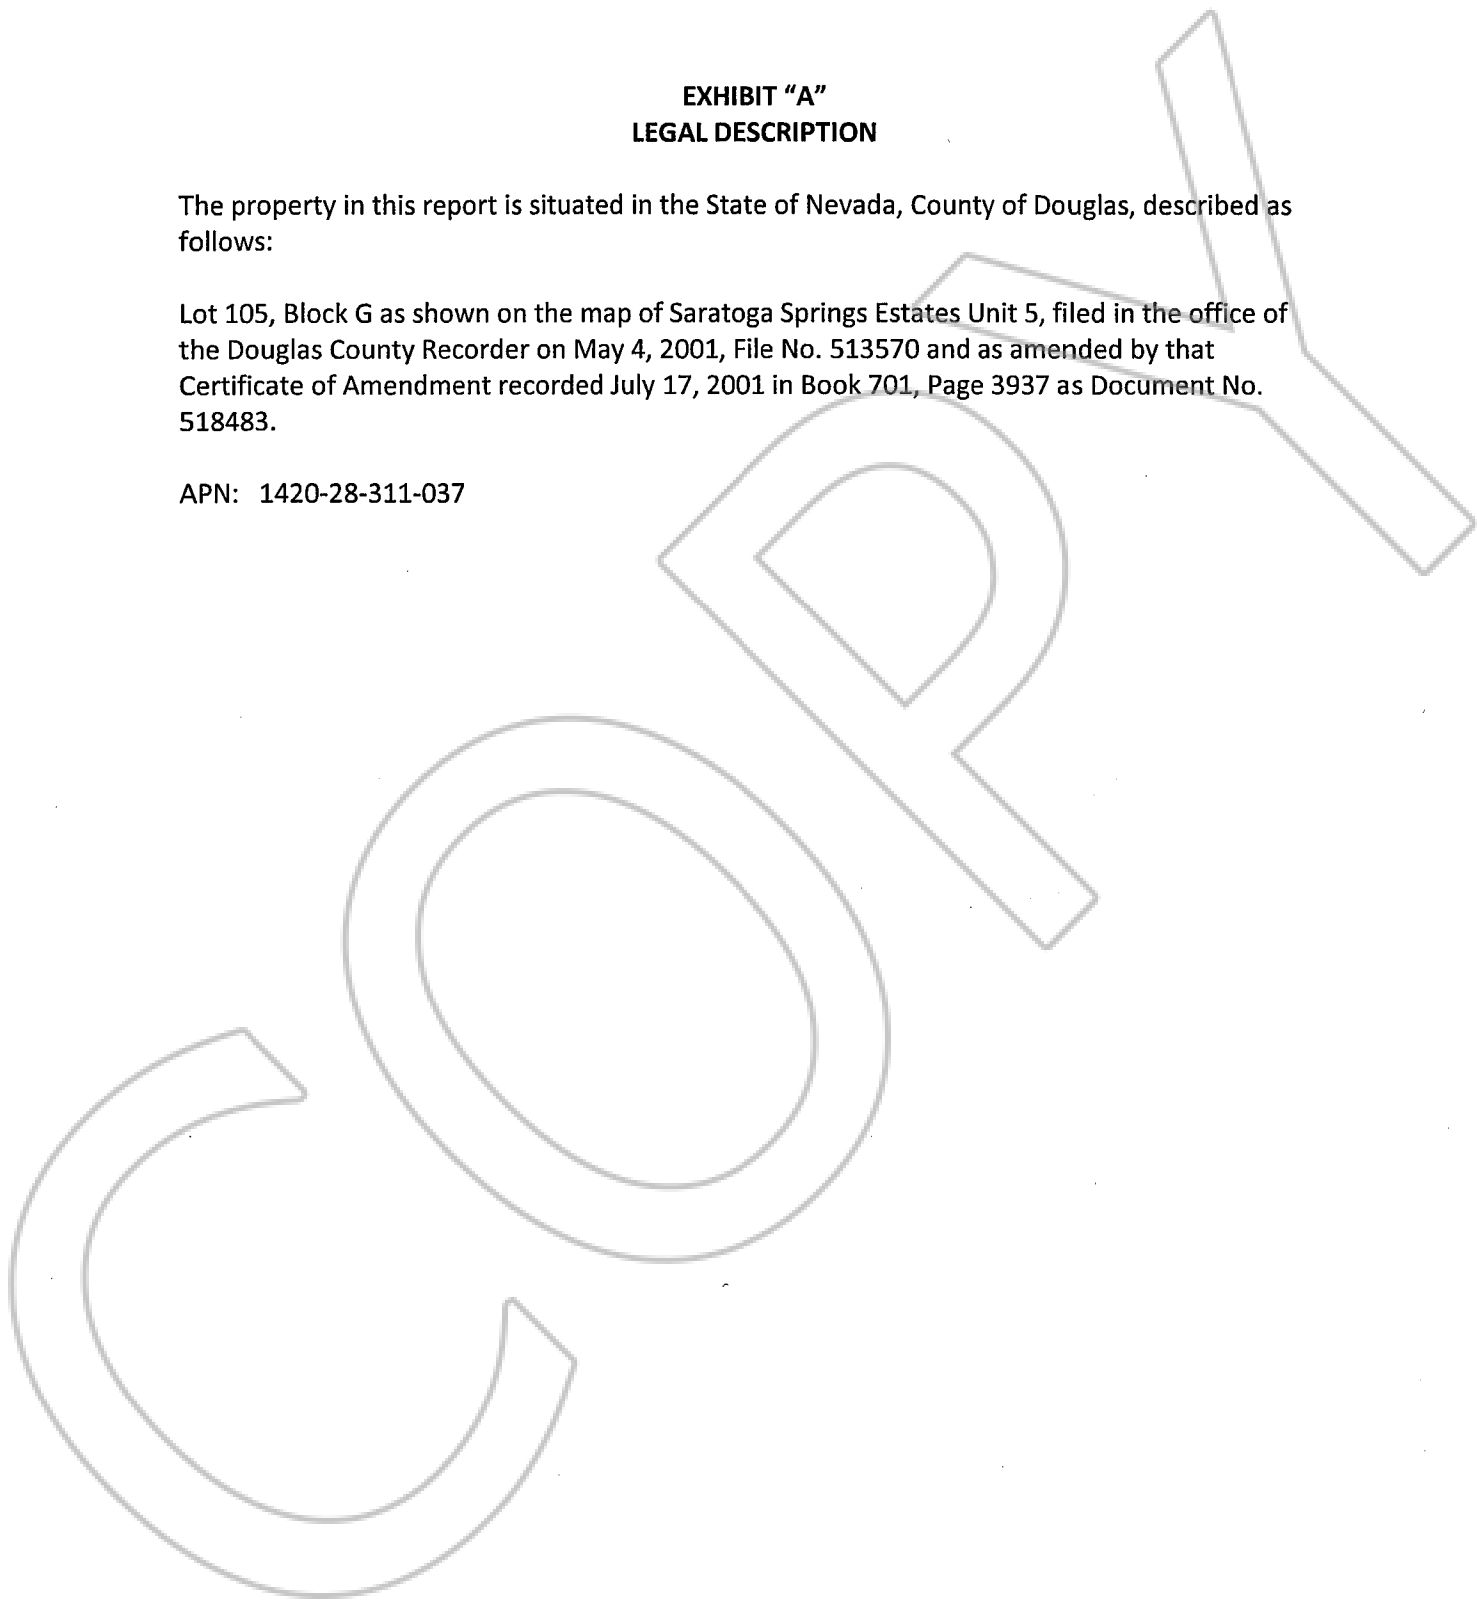 EXHIBIT “A”
LEGAL DESCRIPTION
The property in this report is situated in the State of Nevada, County of Douglas, described as
follows:
Lot 105, Block G as shown on the map of Saratoga Springs Estates Unit 5, filed in the office of
the Douglas County Recorder on May 4, 2001, File No. 513570 and as amended by that
Certificate of Amendment recorded July 17, 2001 in Book 701, Page 3937 as Document No.
518483.
APN: 1420-28-311-037
COPY